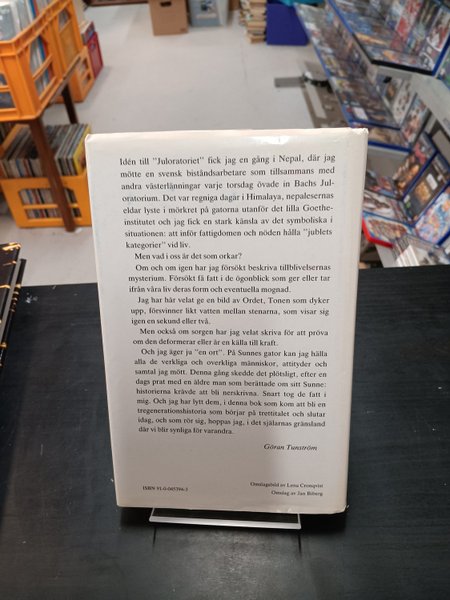 Idén till "Juloratoriet" fick jag en gång i Nepal, där jag
mötte en svensk biståndsarbetare som tillsammans med
andra västerlänningar varje torsdag övade in Bachs Jul-
oratorium. Det var regniga dagar i Himalaya, nepalesernas
eldar lyste i mörkret på gatorna utanför det lilla Goethe-
institutet och jag fick en stark känsla av det symboliska i
situationen: att inför fattigdomen och nöden hålla "jublets
kategorier" vid liv.
Men vad i oss är det som orkar?
Om och om igen har jag försökt beskriva tillblivelsernas
mysterium. Försökt få fatt i de ögonblick som ger eller tar
ifrån våra liv deras form och eventuella mognad.
Jag har här velat ge en bild av Ordet, Tonen som dyker
upp, försvinner likt vatten mellan stenarna, som visar sig
igen en sekund eller två.
Men också om sorgen har jag velat skriva för att pröva
om den deformerar eller är en källa till kraft.
Och jag äger ju "en ort". På Sunnes gator kan jag hålla
alla de verkliga och overkliga människor, attityder och
samtal jag mött. Denna gång skedde det plötsligt, efter en
dags prat med en äldre man som berättade om sitt Sunne:
historierna krävde att bli nerskrivna. Snart tog de fatt i
mig. Och jag har lytt dem, i denna bok som kom att bli en
tregenerationshistoria som börjar på trettitalet och slutar
idag, och som rör sig, hoppas jag, i det själarnas gränsland
där vi blir synliga för varandra.
Göran Tunström
ISBN 91-0-045394-3
Omslagsbild av Lena Cronqvist
Omslag av Jan Biberg